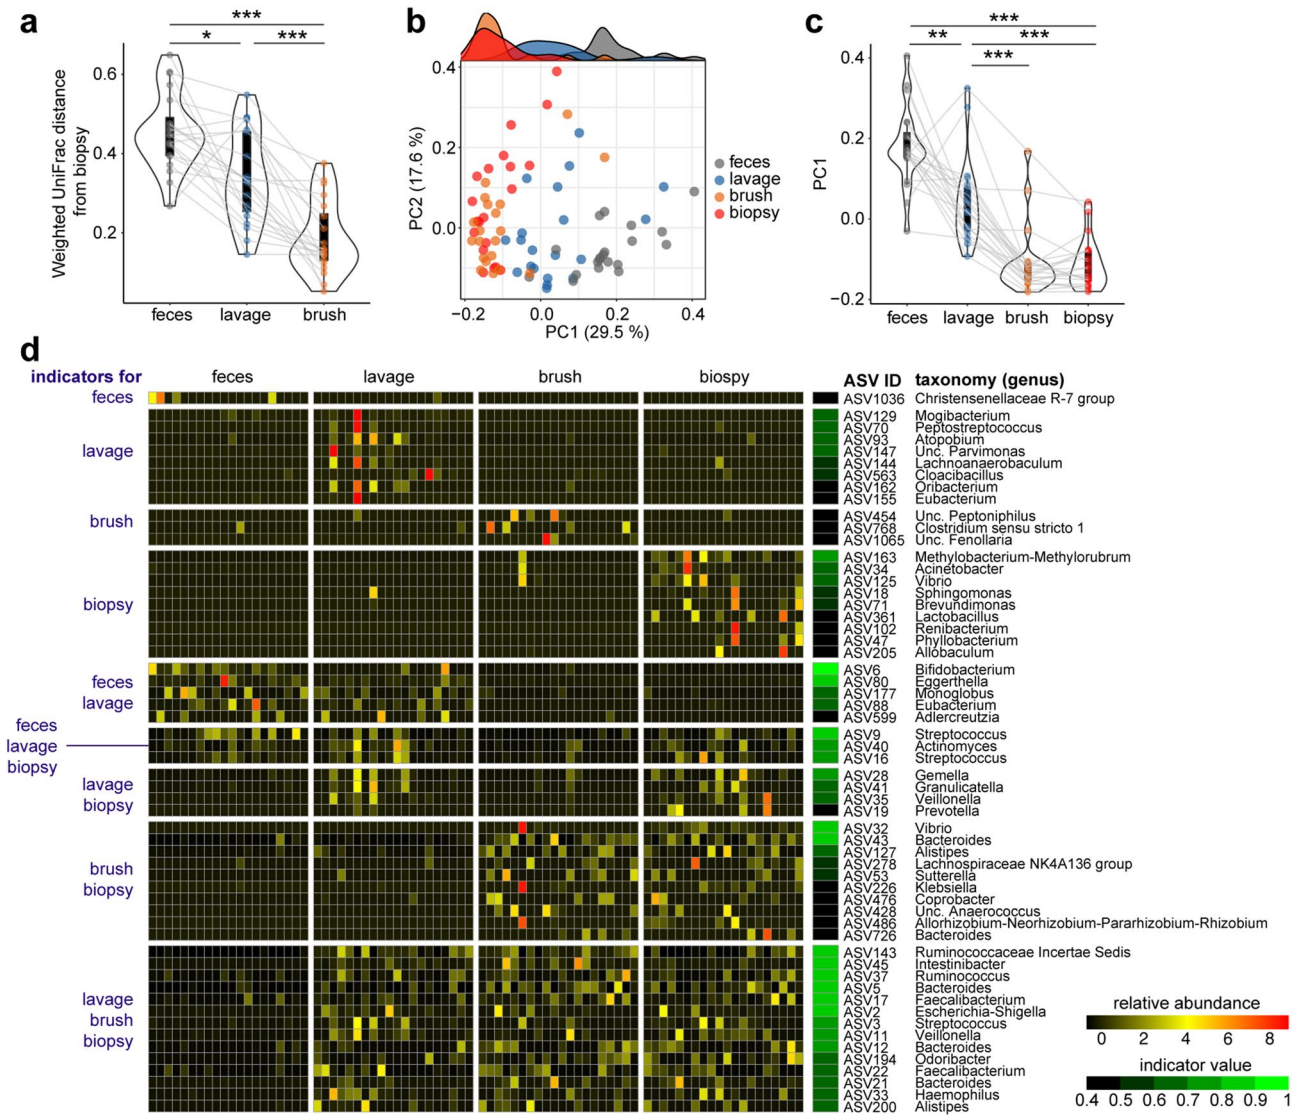 a
***
*
***
Weighted UniFrac distance
from biopsy
0.6
0.4
0.2
feces
lavage
brush
b
0.4
0.2
0.0
PC2 (17.6 %)
−0.2
0.0
0.2
0.4
PC1 (29.5 %)
feces
lavage
brush
biopsy
c
***
**
***
***
PC1
0.4
0.2
0.0
−0.2
feces
lavage
brush
biopsy
d
indicators for
feces
lavage
brush
biospy
ASV ID taxonomy (genus)
feces
ASV1036 Christensenellaceae R-7 group
lavage
ASV129 Mogibacterium
ASV70 Peptostreptococcus
ASV93 Atopobium
ASV147 Unc. Parvimonas
ASV144 Lachnoanaerobaculum
ASV563 Cloacibacillus
ASV162 Oribacterium
ASV155 Eubacterium
brush
ASV454 Unc. Peptoniphilus
ASV768 Clostridium sensu stricto 1
ASV1065 Unc. Fenollaria
biopsy
ASV163 Methylobacterium-Methylorubrum
ASV34 Acinetobacter
ASV125 Vibrio
ASV18 Sphingomonas
ASV71 Brevundimonas
ASV361 Lactobacillus
ASV102 Renibacterium
ASV47 Phyllobacterium
ASV205 Allobaculum
feces
lavage
ASV6 Bifidobacterium
ASV80 Eggerthella
ASV177 Monoglobus
ASV88 Eubacterium
ASV599 Adlercreutzia
feces
lavage
biopsy
ASV9 Streptococcus
ASV40 Actinomyces
ASV16 Streptococcus
lavage
biopsy
ASV28 Gemella
ASV41 Granulicatella
ASV35 Veillonella
ASV19 Prevotella
brush
biopsy
ASV32 Vibrio
ASV43 Bacteroides
ASV127 Alistipes
ASV278 Lachnospiraceae NK4A136 group
ASV53 Sutterella
ASV226 Klebsiella
ASV476 Coprobacter
ASV428 Unc. Anaerococcus
ASV486 Allorhizobium-Neorhizobium-Pararhizobium-Rhizobium
ASV726 Bacteroides
lavage
brush
biopsy
ASV143 Ruminococcaceae Incertae Sedis
ASV45 Intestinibacter
ASV37 Ruminococcus
ASV5 Bacteroides
ASV17 Faecalibacterium
ASV2 Escherichia-Shigella
ASV3 Streptococcus
ASV11 Veillonella
ASV12 Bacteroides
ASV194 Odoribacter
ASV22 Faecalibacterium
ASV21 Bacteroides
ASV33 Haemophilus
ASV200 Alistipes
relative abundance
0 2 4 6 8
indicator value
0.4 0.5 0.6 0.7 0.8 0.9 1